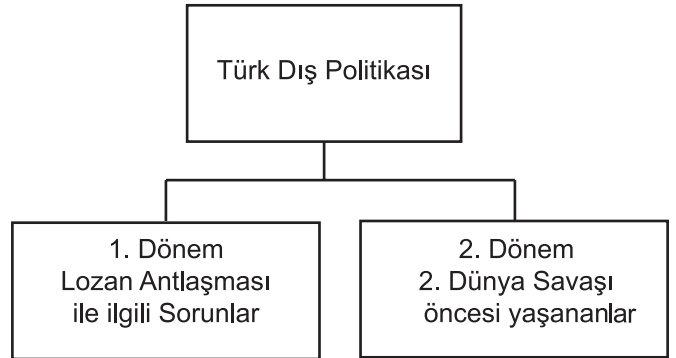 Türk Dış Politikası
1. Dönem
Lozan Antlaşması
ile ilgili Sorunlar
2. Dönem
2. Dünya Savaşı
öncesi yaşananlar